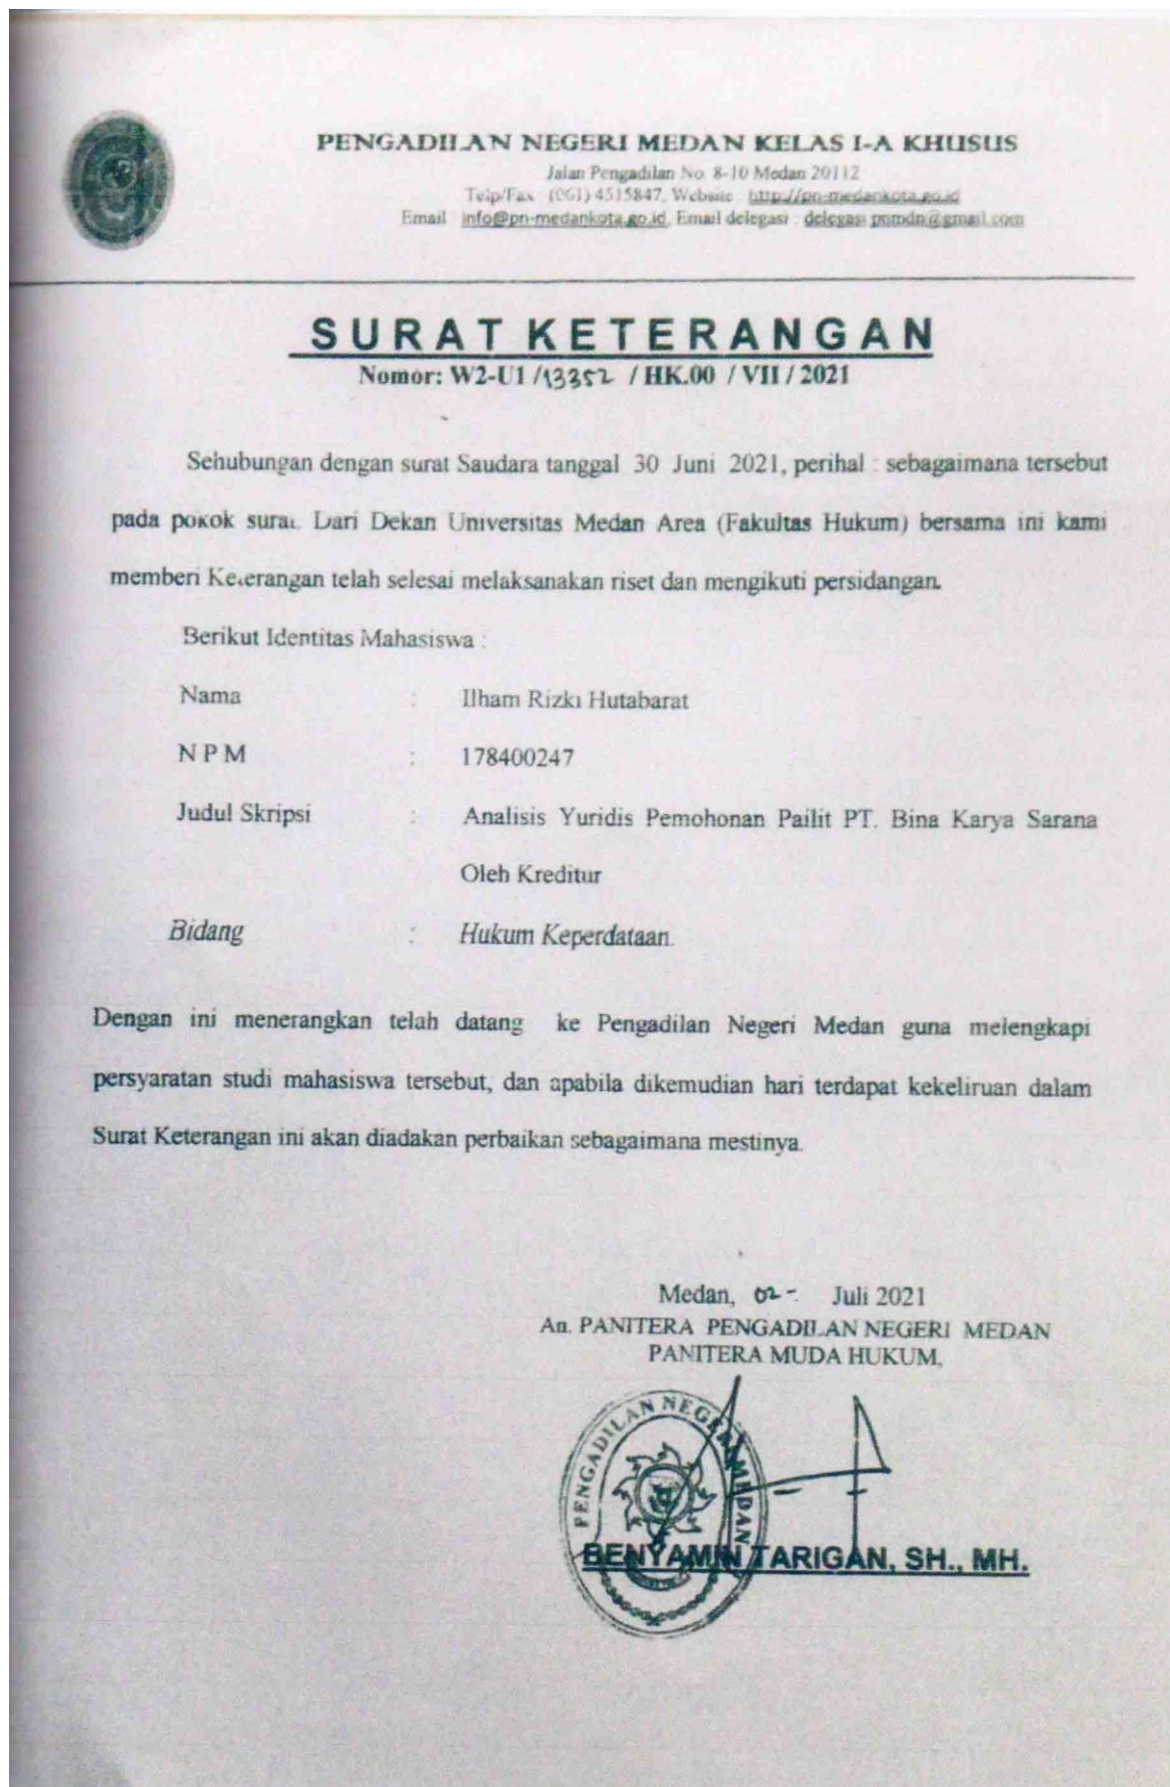 PENGADILAN NEGERI MEDAN KELAS I-A KHUSUS
Jalan Pengadilan No. 8-10 Medan 20112
Telp/Fax (061) 4515847, Website : http://pn-medankota.go.id
Email : info@pn-medankota.go.id, Email delegasi : delegasi.pnmdn@gmail.com
SURAT KETERANGAN
Nomor: W2-U1 /13352 / HK.00 / VII / 2021
Sehubungan dengan surat Saudara tanggal 30 Juni 2021, perihal : sebagaimana tersebut
pada pokok surat. Dari Dekan Universitas Medan Area (Fakultas Hukum) bersama ini kami
memberi Keterangan telah selesai melaksanakan riset dan mengikuti persidangan.
Berikut Identitas Mahasiswa :
Nama : Ilham Rizki Hutabarat
N P M : 178400247
Judul Skripsi : Analisis Yuridis Pemohonan Pailit PT. Bina Karya Sarana
Oleh Kreditur
Bidang : Hukum Keperdataan.
Dengan ini menerangkan telah datang ke Pengadilan Negeri Medan guna melengkapi
persyaratan studi mahasiswa tersebut, dan apabila dikemudian hari terdapat kekeliruan dalam
Surat Keterangan ini akan diadakan perbaikan sebagaimana mestinya.
Medan, 02 - Juli 2021
An. PANITERA PENGADILAN NEGERI MEDAN
PANITERA MUDA HUKUM,
PENGADILAN NEGERI MEDAN
BENYAMIN TARIGAN, SH., MH.